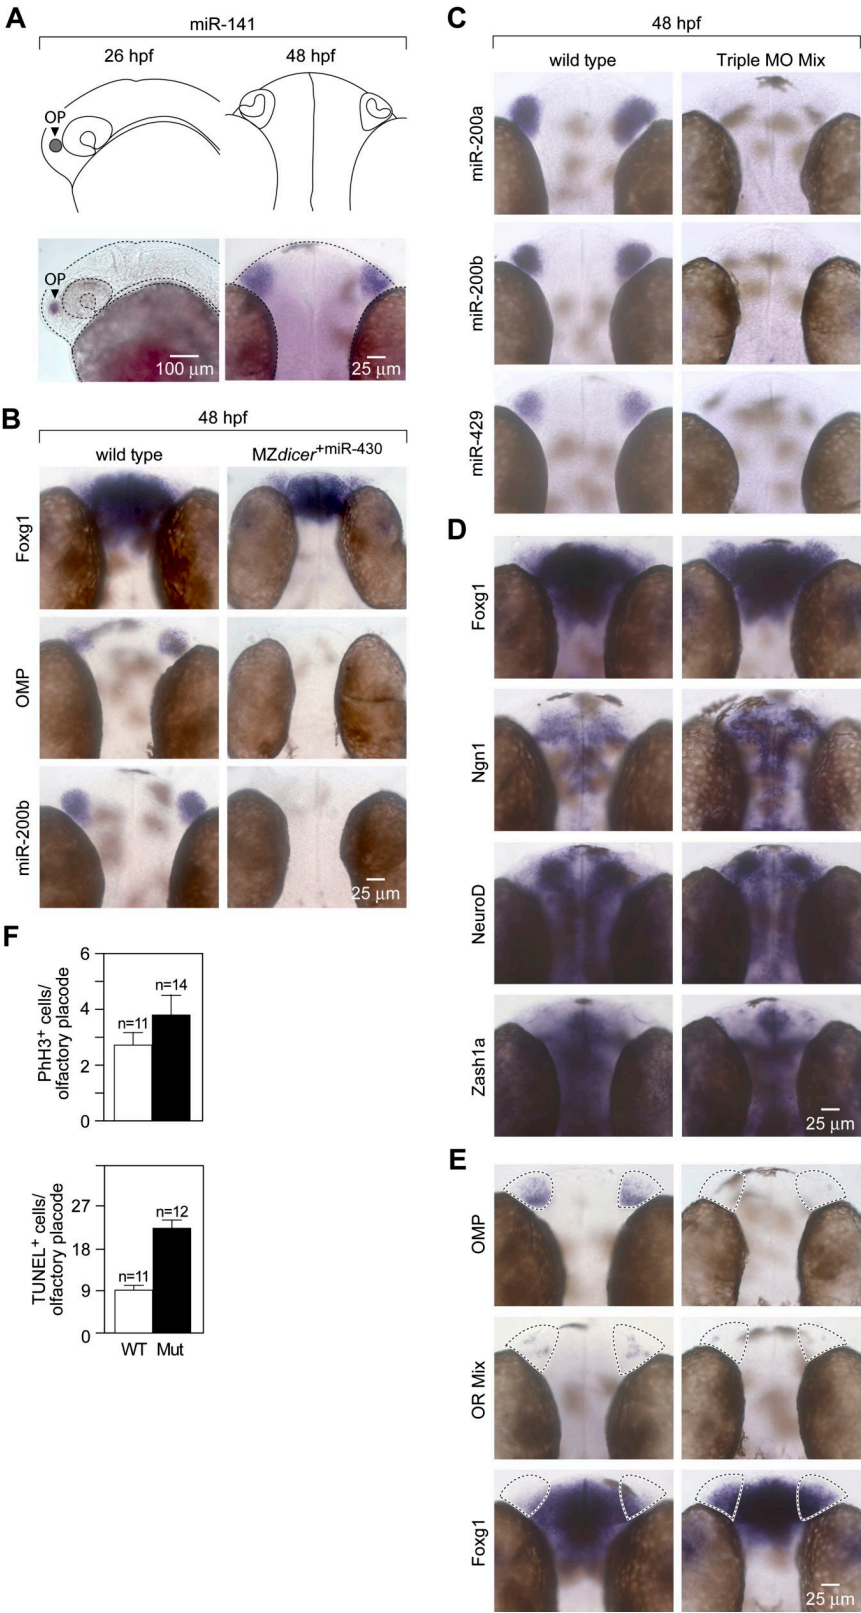 A
miR-141
26 hpf
48 hpf
OP
OP
100 μm
25 μm
B
48 hpf
wild type
MZdicer+miR-430
Foxg1
OMP
miR-200b
25 μm
F
6
4
2
0
PhH3+ cells/
olfactory placode
n=11
n=14
27
18
9
0
TUNEL+ cells/
olfactory placode
n=11
n=12
WT
Mut
C
48 hpf
wild type
Triple MO Mix
miR-200a
miR-200b
miR-429
D
Foxg1
Ngn1
NeuroD
Zash1a
25 μm
E
OMP
OR Mix
Foxg1
25 μm